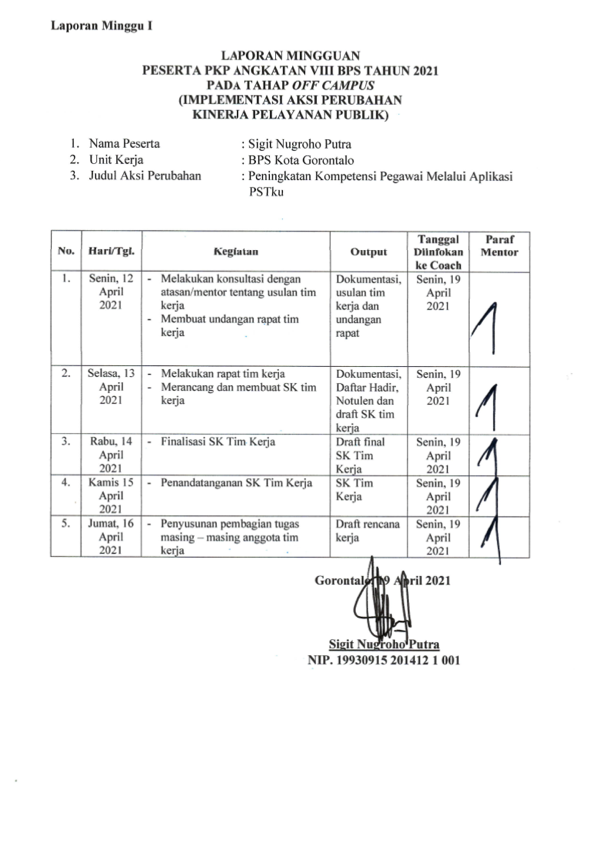 Laporan Minggu I
LAPORAN MINGGUAN
PESERTA PKP ANGKATAN VIII BPS TAHUN 2021
PADA TAHAP OFF CAMPUS
(IMPLEMENTASI AKSI PERUBAHAN
KINERJA PELAYANAN PUBLIK)
1. Nama Peserta : Sigit Nugroho Putra
2. Unit Kerja : BPS Kota Gorontalo
3. Judul Aksi Perubahan : Peningkatan Kompetensi Pegawai Melalui Aplikasi
PSTku
No. Hari/Tgl. Kegiatan Output Tanggal Diinfokan ke Coach Paraf Mentor
1. Senin, 12 - Melakukan konsultasi dengan Dokumentasi, Senin, 19
April atasan/mentor tentang usulan tim usulan tim April
2021 kerja kerja dan 2021
- Membuat undangan rapat tim undangan
kerja rapat
2. Selasa, 13 - Melakukan rapat tim kerja Dokumentasi, Senin, 19
April - Merancang dan membuat SK tim Daftar Hadir, April
2021 kerja Notulen dan 2021
draft SK tim
kerja
3. Rabu, 14 - Finalisasi SK Tim Kerja Draft final Senin, 19
April SK Tim April
2021 Kerja 2021
4. Kamis 15 - Penandatanganan SK Tim Kerja SK Tim Senin, 19
April Kerja April
2021 2021
5. Jumat, 16 - Penyusunan pembagian tugas Draft rencana Senin, 19
April masing – masing anggota tim kerja April
2021 kerja 2021
Gorontalo 19 April 2021
Sigit Nugroho Putra
NIP. 19930915 201412 1 001